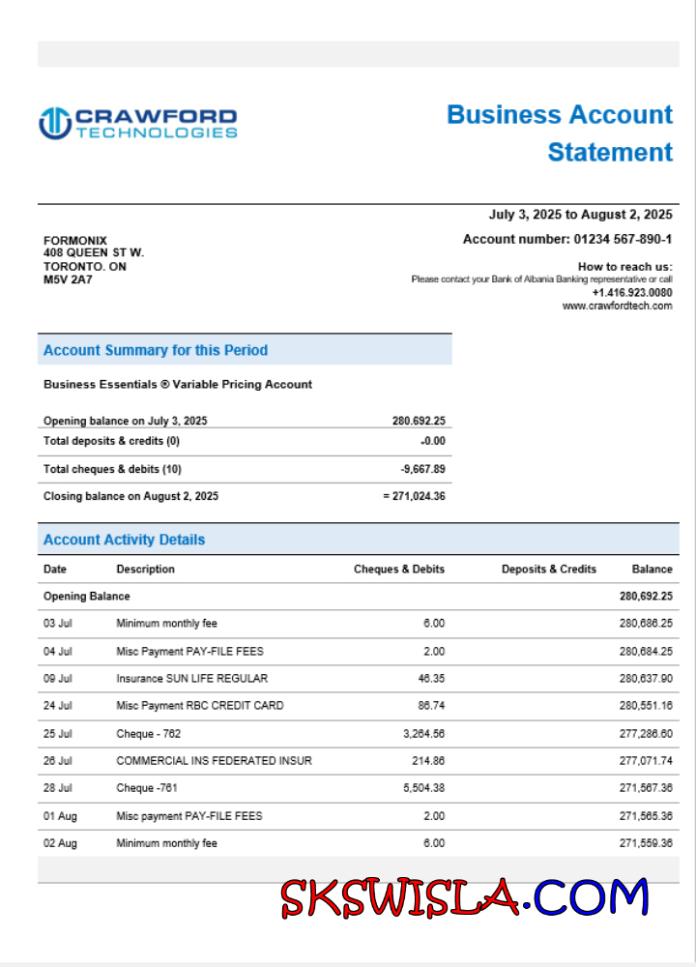 CRAWFORD
TECHNOLOGIES
Business Account
Statement
July 3, 2025 to August 2, 2025
Account number: 01234 567-890-1
FORMONIX
408 QUEEN ST W.
TORONTO. ON
M5V 2A7
How to reach us:
Please contact your Bank of Albania Banking representative or call
+1.416.923.0080
www.crawfordtech.com
Account Summary for this Period
Business Essentials ® Variable Pricing Account
Opening balance on July 3, 2025 280.692.25
Total deposits & credits (0) -0.00
Total cheques & debits (10) -9,667.89
Closing balance on August 2, 2025 = 271,024.36
Account Activity Details
Date Description Cheques & Debits Deposits & Credits Balance
Opening Balance 280,692.25
03 Jul Minimum monthly fee 6.00 280,686.25
04 Jul Misc Payment PAY-FILE FEES 2.00 280,684.25
09 Jul Insurance SUN LIFE REGULAR 46.35 280,637.90
24 Jul Misc Payment RBC CREDIT CARD 86.74 280,551.16
25 Jul Cheque - 762 3,264.56 277,286.60
26 Jul COMMERCIAL INS FEDERATED INSUR 214.86 277,071.74
28 Jul Cheque -761 5,504.38 271,567.36
01 Aug Misc payment PAY-FILE FEES 2.00 271,565.36
02 Aug Minimum monthly fee 6.00 271,559.36
SKSWISLA.COM